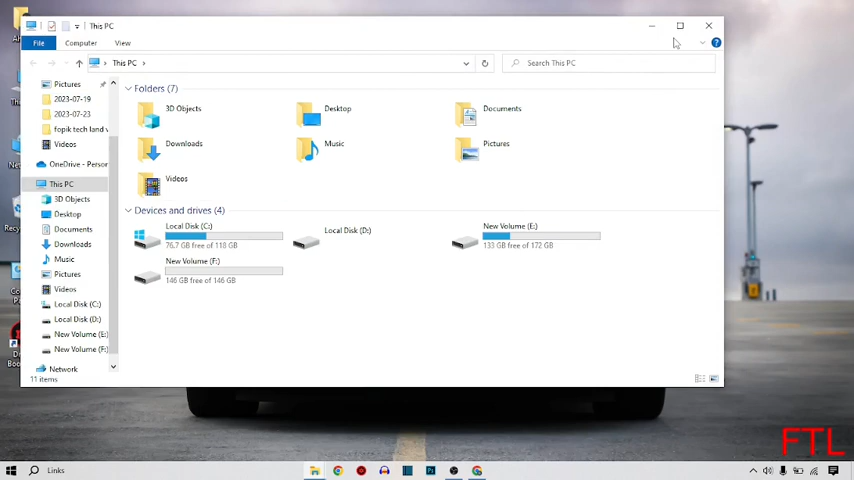 This PC
File Computer View
This PC
Search This PC
Pictures
2023-07-19
2023-07-23
fopik tech land v
Videos
OneDrive - Person
This PC
3D Objects
Desktop
Documents
Downloads
Music
Pictures
Videos
Local Disk (C:)
Local Disk (D:)
New Volume (E:)
New Volume (F:)
Network
Folders (7)
3D Objects
Desktop
Documents
Downloads
Music
Pictures
Videos
Devices and drives (4)
Local Disk (C:)
76.7 GB free of 118 GB
Local Disk (D:)
New Volume (E:)
133 GB free of 172 GB
New Volume (F:)
146 GB free of 146 GB
11 items
FTL
Links